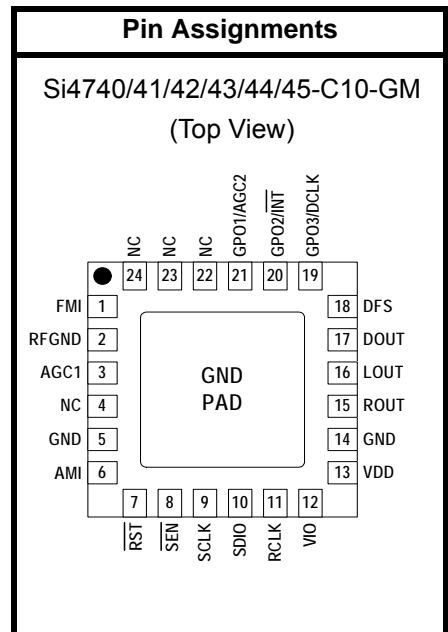 Pin Assignments
Si4740/41/42/43/44/45-C10-GM
(Top View)
NC
NC
NC
GPO1/AGC2
GPO2/INT
GPO3/DCLK
24 23 22 21 20 19
FMI 1
RFGND 2
AGC1 3
NC 4
GND 5
AMI 6
GND
PAD
18 DFS
17 DOUT
16 LOUT
15 ROUT
14 GND
13 VDD
7 8 9 10 11 12
RST
SEN
SCLK
SDIO
RCLK
VIO